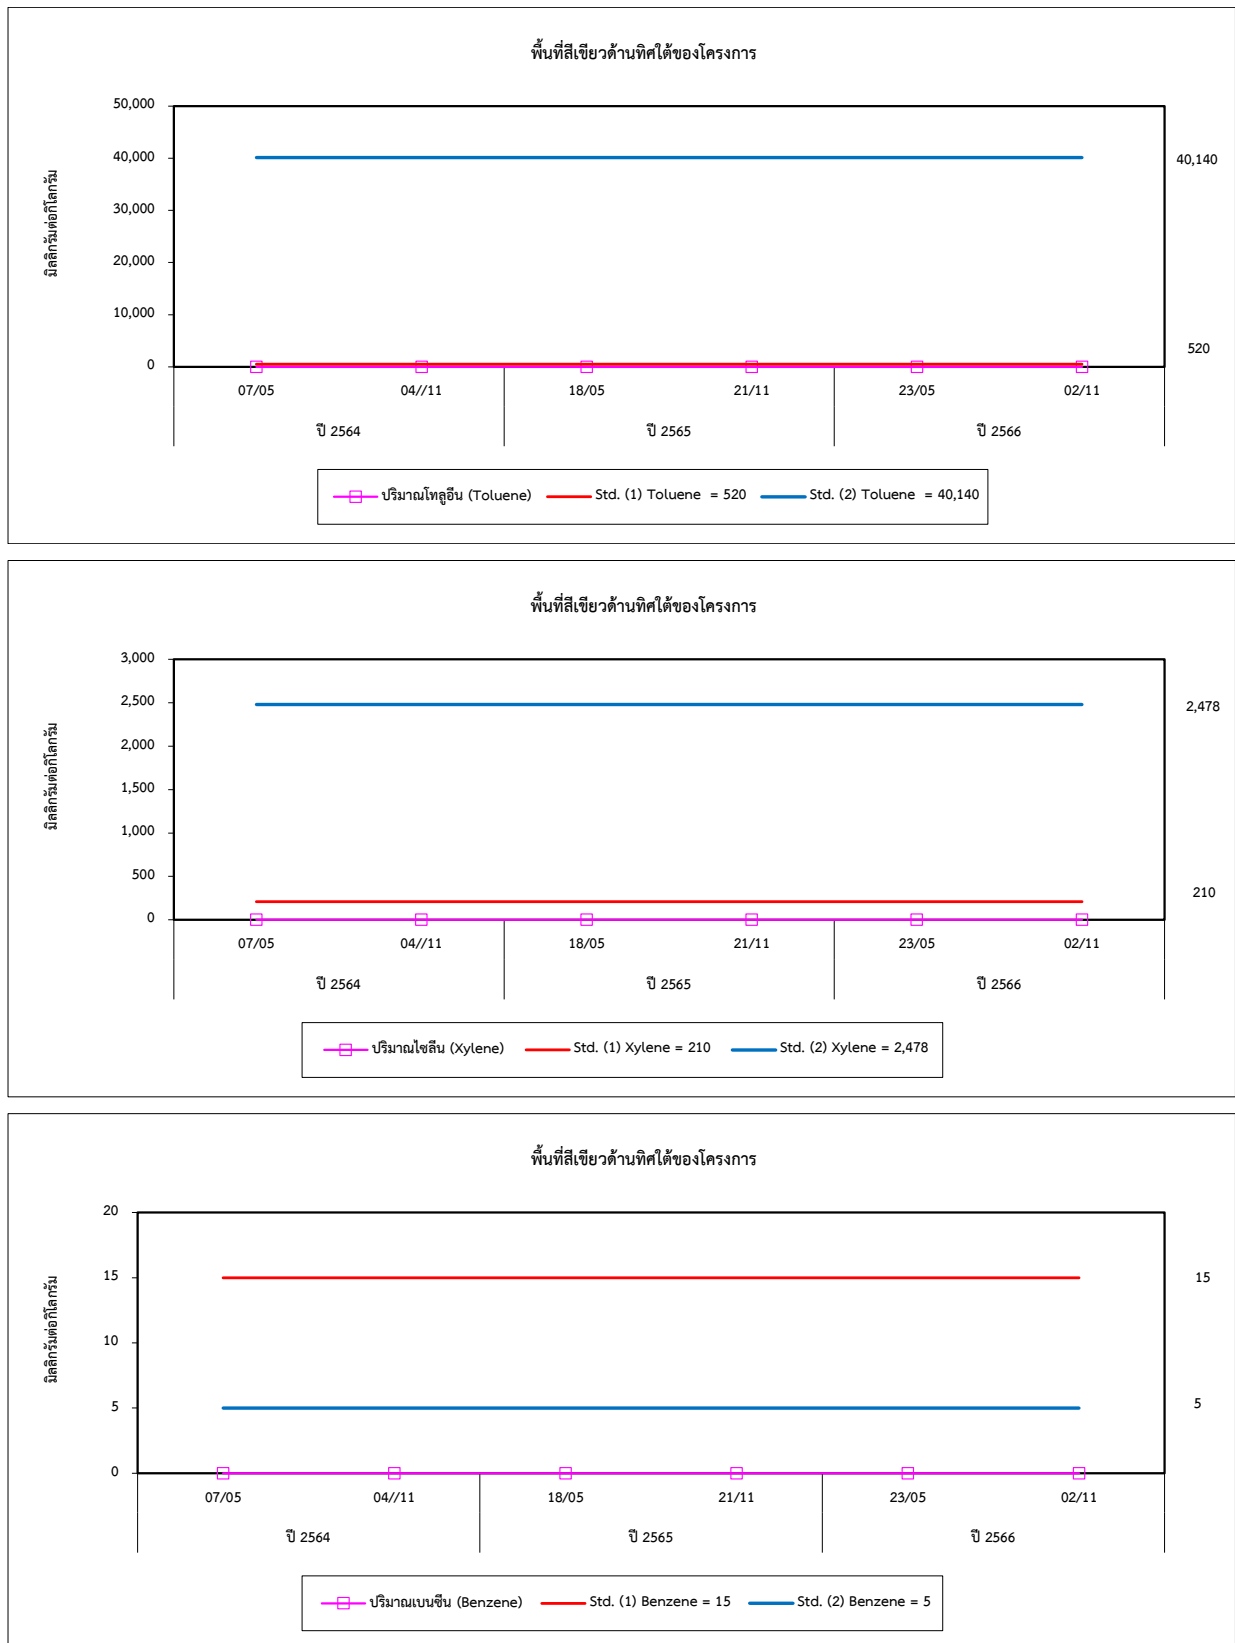 พื้นที่สีเขียวด้านทิศใต้ของโครงการ
มิลลิกรัมต่อกิโลกรัม
50,000
40,000
30,000
20,000
10,000
0
40,140
520
07/05 04//11 18/05 21/11 23/05 02/11
ปี 2564 ปี 2565 ปี 2566
ปริมาณโทลูอีน (Toluene) Std. (1) Toluene = 520 Std. (2) Toluene = 40,140
พื้นที่สีเขียวด้านทิศใต้ของโครงการ
มิลลิกรัมต่อกิโลกรัม
3,000
2,500
2,000
1,500
1,000
500
0
2,478
210
07/05 04//11 18/05 21/11 23/05 02/11
ปี 2564 ปี 2565 ปี 2566
ปริมาณไซลีน (Xylene) Std. (1) Xylene = 210 Std. (2) Xylene = 2,478
พื้นที่สีเขียวด้านทิศใต้ของโครงการ
มิลลิกรัมต่อกิโลกรัม
20
15
10
5
0
15
5
07/05 04//11 18/05 21/11 23/05 02/11
ปี 2564 ปี 2565 ปี 2566
ปริมาณเบนซีน (Benzene) Std. (1) Benzene = 15 Std. (2) Benzene = 5